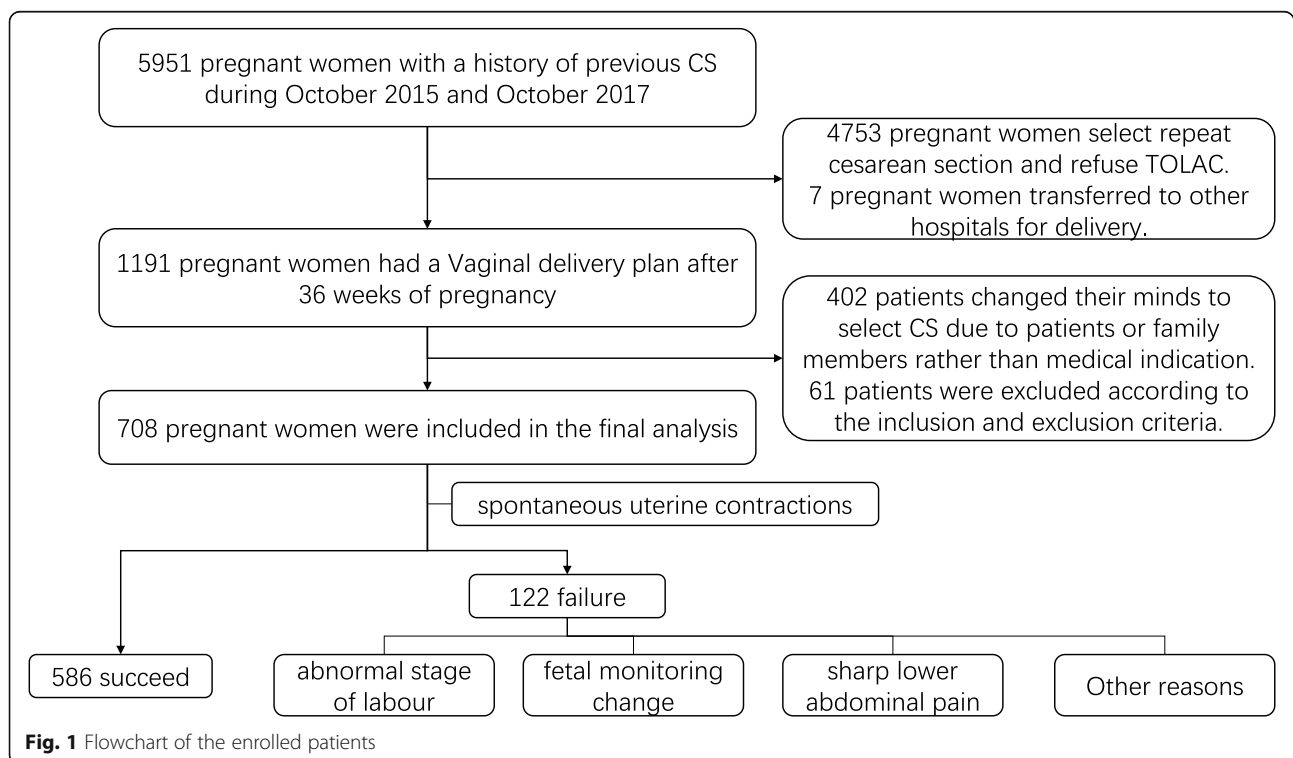 5951 pregnant women with a history of previous CS
during October 2015 and October 2017
4753 pregnant women select repeat
cesarean section and refuse TOLAC.
7 pregnant women transferred to other
hospitals for delivery.
1191 pregnant women had a Vaginal delivery plan after
36 weeks of pregnancy
402 patients changed their minds to
select CS due to patients or family
members rather than medical indication.
61 patients were excluded according to
the inclusion and exclusion criteria.
708 pregnant women were included in the final analysis
spontaneous uterine contractions
122 failure
586 succeed
abnormal stage
of labour
fetal monitoring
change
sharp lower
abdominal pain
Other reasons
Fig. 1 Flowchart of the enrolled patients